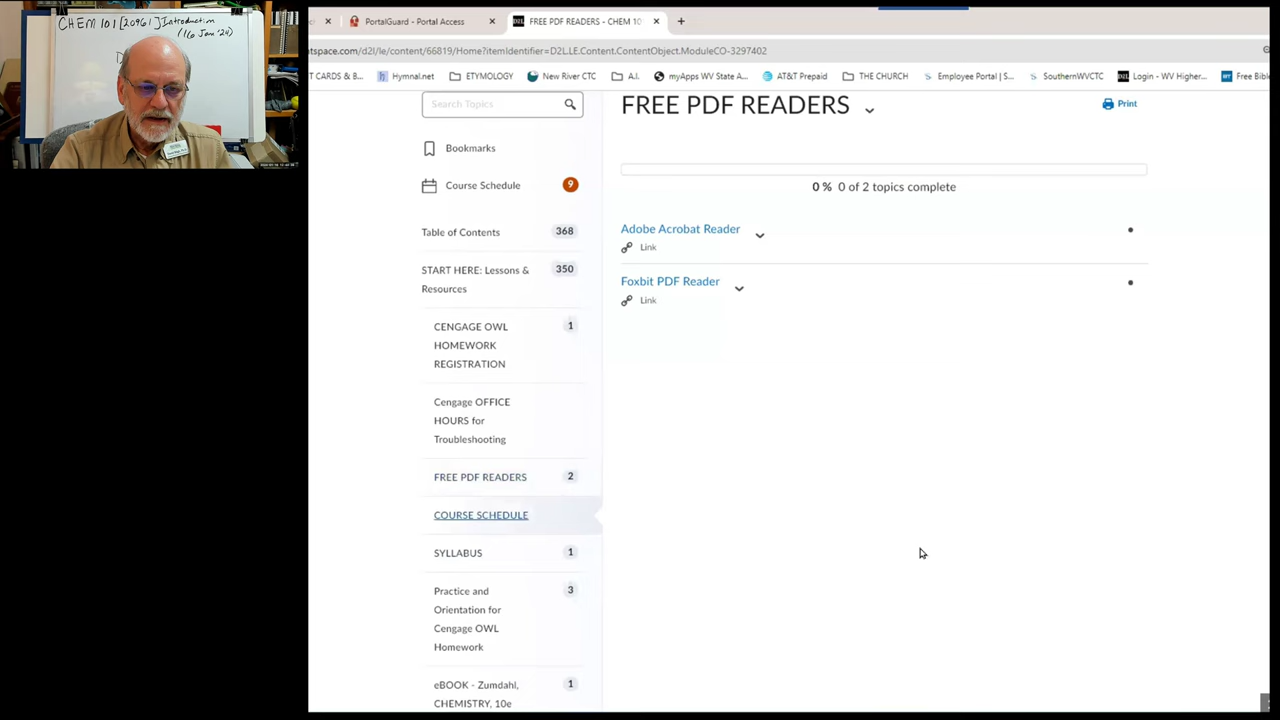 CHEM 101 [2096] Introduction
(16 Jan '24)
PortalGuard - Portal Access
FREE PDF READERS - CHEM 10
ntspace.com/d2l/le/content/66819/Home?itemIdentifier=D2L.LE.Content.ContentObject.ModuleCO-3297402
T CARDS & B... Hymnal.net ETYMOLOGY New River CTC A.I. myApps WV State A... AT&T Prepaid THE CHURCH Employee Portal | S... SouthernWVCTC Login - WV Higher... Free Bible
Search Topics
FREE PDF READERS
Print
Bookmarks
Course Schedule 9
0 % 0 of 2 topics complete
Table of Contents 368
START HERE: Lessons & 350
Resources
Adobe Acrobat Reader
Link
Foxbit PDF Reader
Link
CENGAGE OWL 1
HOMEWORK
REGISTRATION
Cengage OFFICE
HOURS for
Troubleshooting
FREE PDF READERS 2
COURSE SCHEDULE
SYLLABUS 1
Practice and 3
Orientation for
Cengage OWL
Homework
eBOOK - Zumdahl, 1
CHEMISTRY, 10e